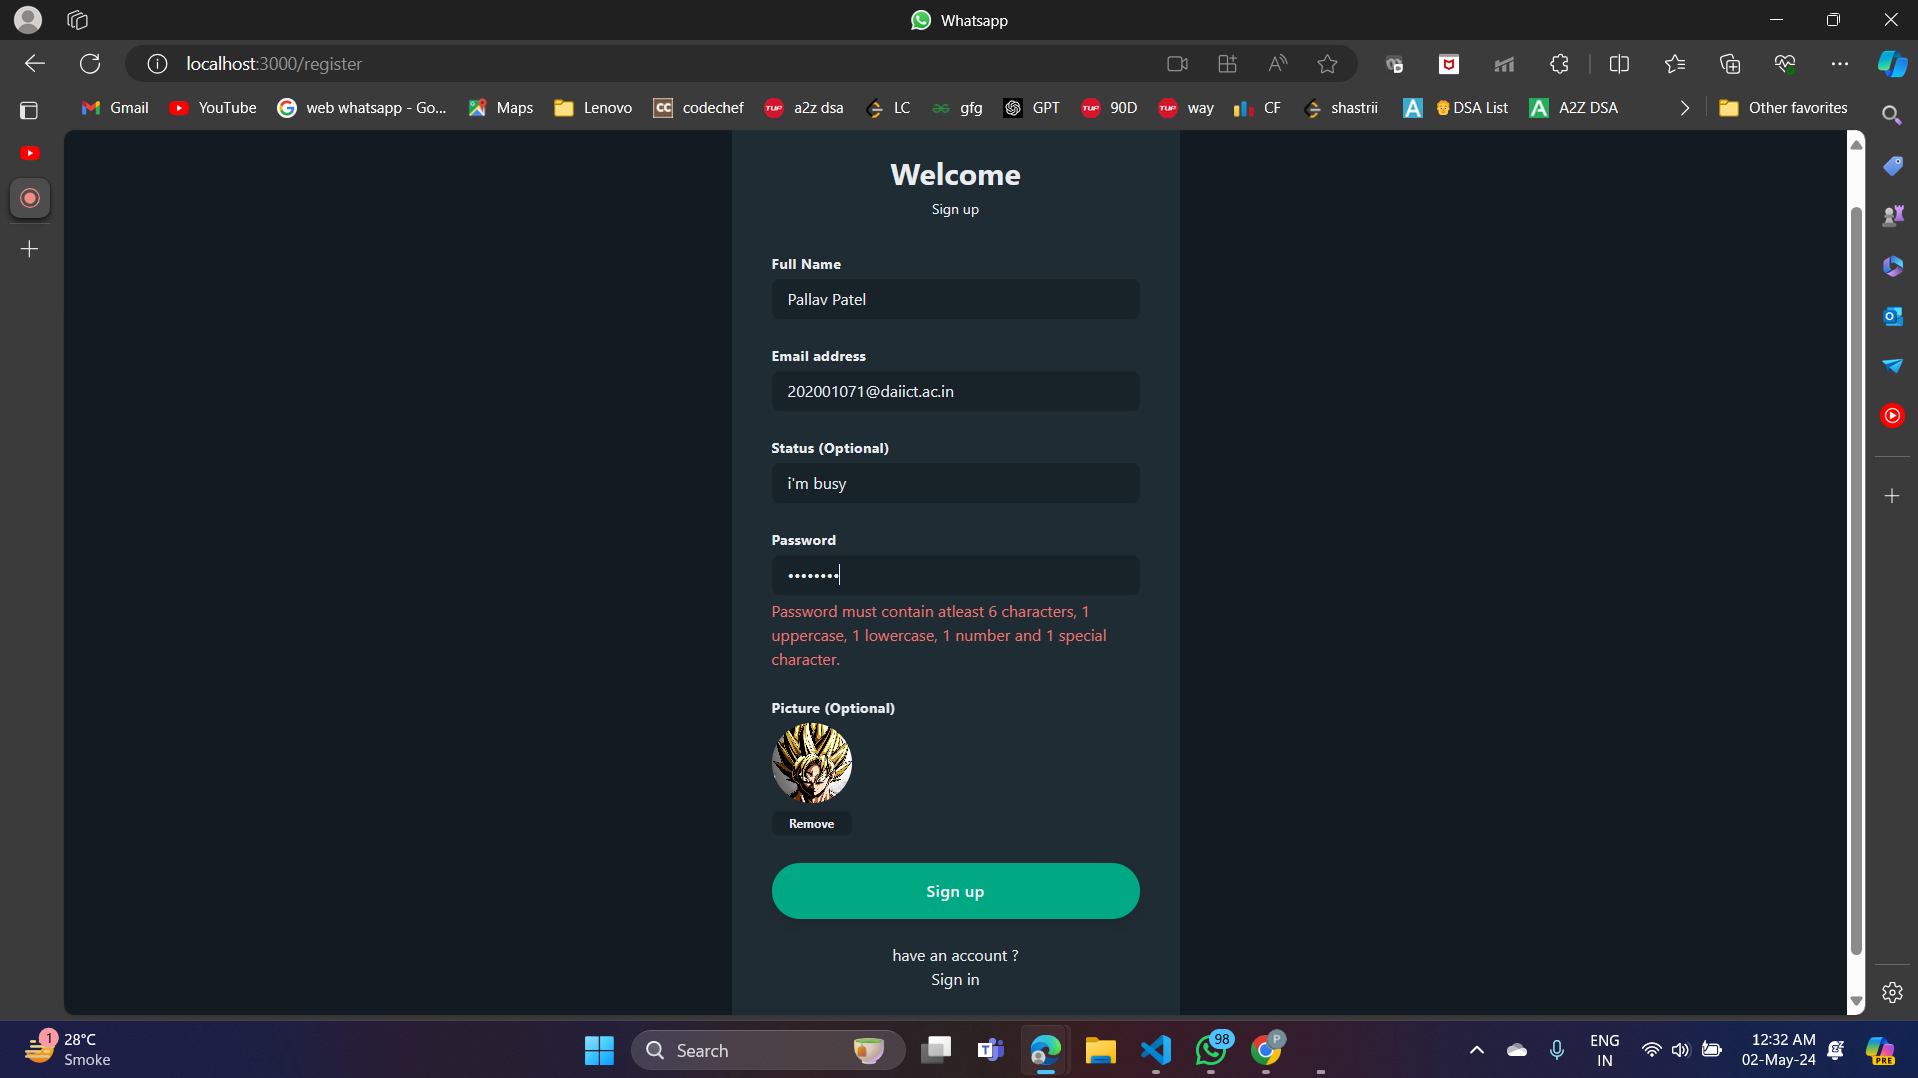 Whatsapp
localhost:3000/register
Gmail YouTube web whatsapp - Go... Maps Lenovo codechef a2z dsa LC gfg GPT 90D way CF shastrii DSA List A2Z DSA Other favorites
Welcome
Sign up
Full Name
Pallav Patel
Email address
202001071@daiict.ac.in
Status (Optional)
i'm busy
Password
••••••••
Password must contain atleast 6 characters, 1
uppercase, 1 lowercase, 1 number and 1 special
character.
Picture (Optional)
Remove
Sign up
have an account ?
Sign in
1 28°C
Smoke
Search
98
P
ENG
IN
12:32 AM
02-May-24
PRE